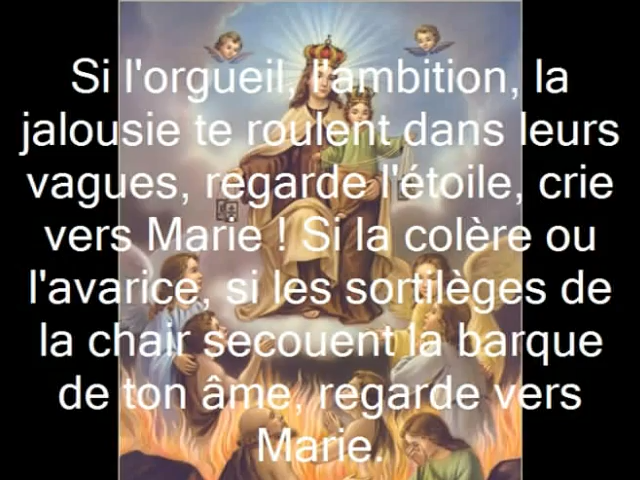 Si l'orgueil, l'ambition, la
jalousie te roulent dans leurs
vagues, regarde l'étoile, crie
vers Marie ! Si la colère ou
l'avarice, si les sortilèges de
la chair secouent la barque
de ton âme, regarde vers
Marie.